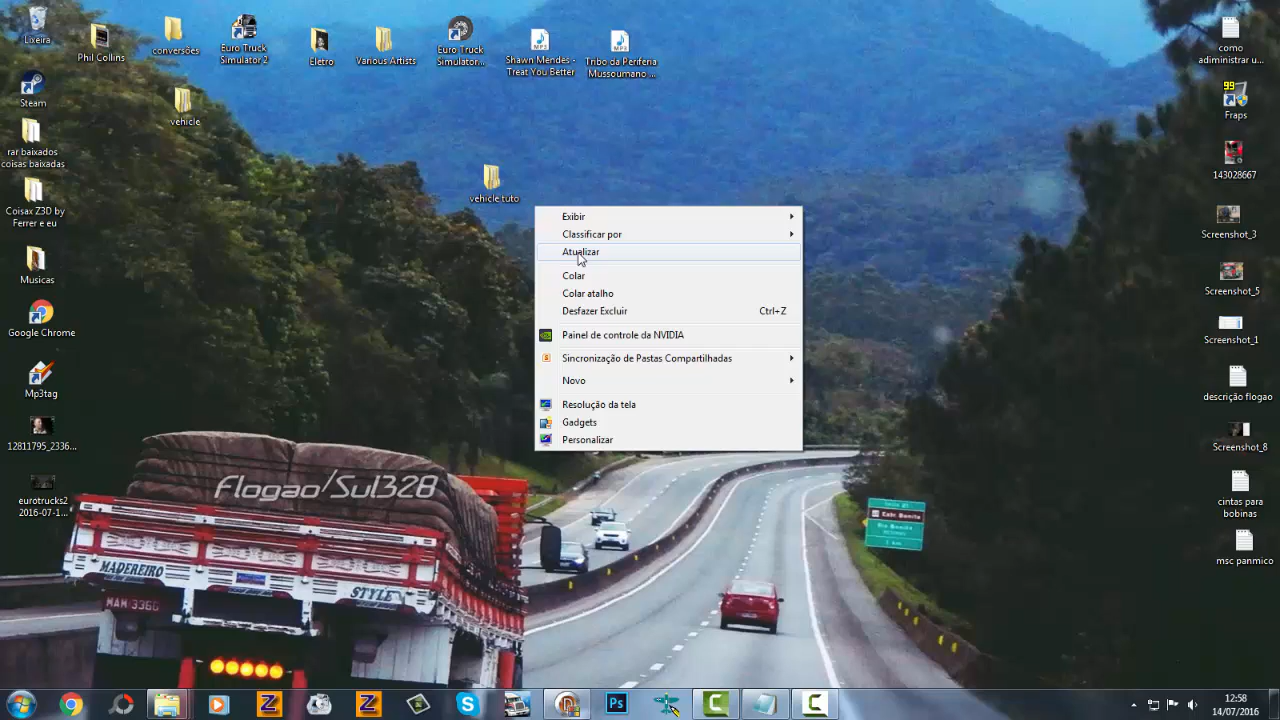 Lixeira
Phil Collins
conversões
Euro Truck
Simulator 2
Eletro
Various Artists
Euro Truck
Simulator...
Shawn Mendes -
Treat You Better
Tribo da Periferia
Mussoumano ...
como
administrar u...
Steam
vehicle
99
Fraps
rar baixados
coisas baixadas
vehicle tuto
143028667
Coisax Z3D by
Ferrer e eu
Screenshot_3
Musicas
Screenshot_5
Google Chrome
Screenshot_1
Mp3tag
descrição flogao
12811795_2336...
Screenshot_8
eurotrucks2
2016-07-1...
cintas para
bobinas
msc panmico
Exibir
Classificar por
Atualizar
Colar
Colar atalho
Desfazer Excluir Ctrl+Z
Painel de controle da NVIDIA
Sincronização de Pastas Compartilhadas
Novo
Resolução da tela
Gadgets
Personalizar
Flogao/Sul328
MADEREIRO
STYLE
MAM 3366
Ps
12:58
14/07/2016